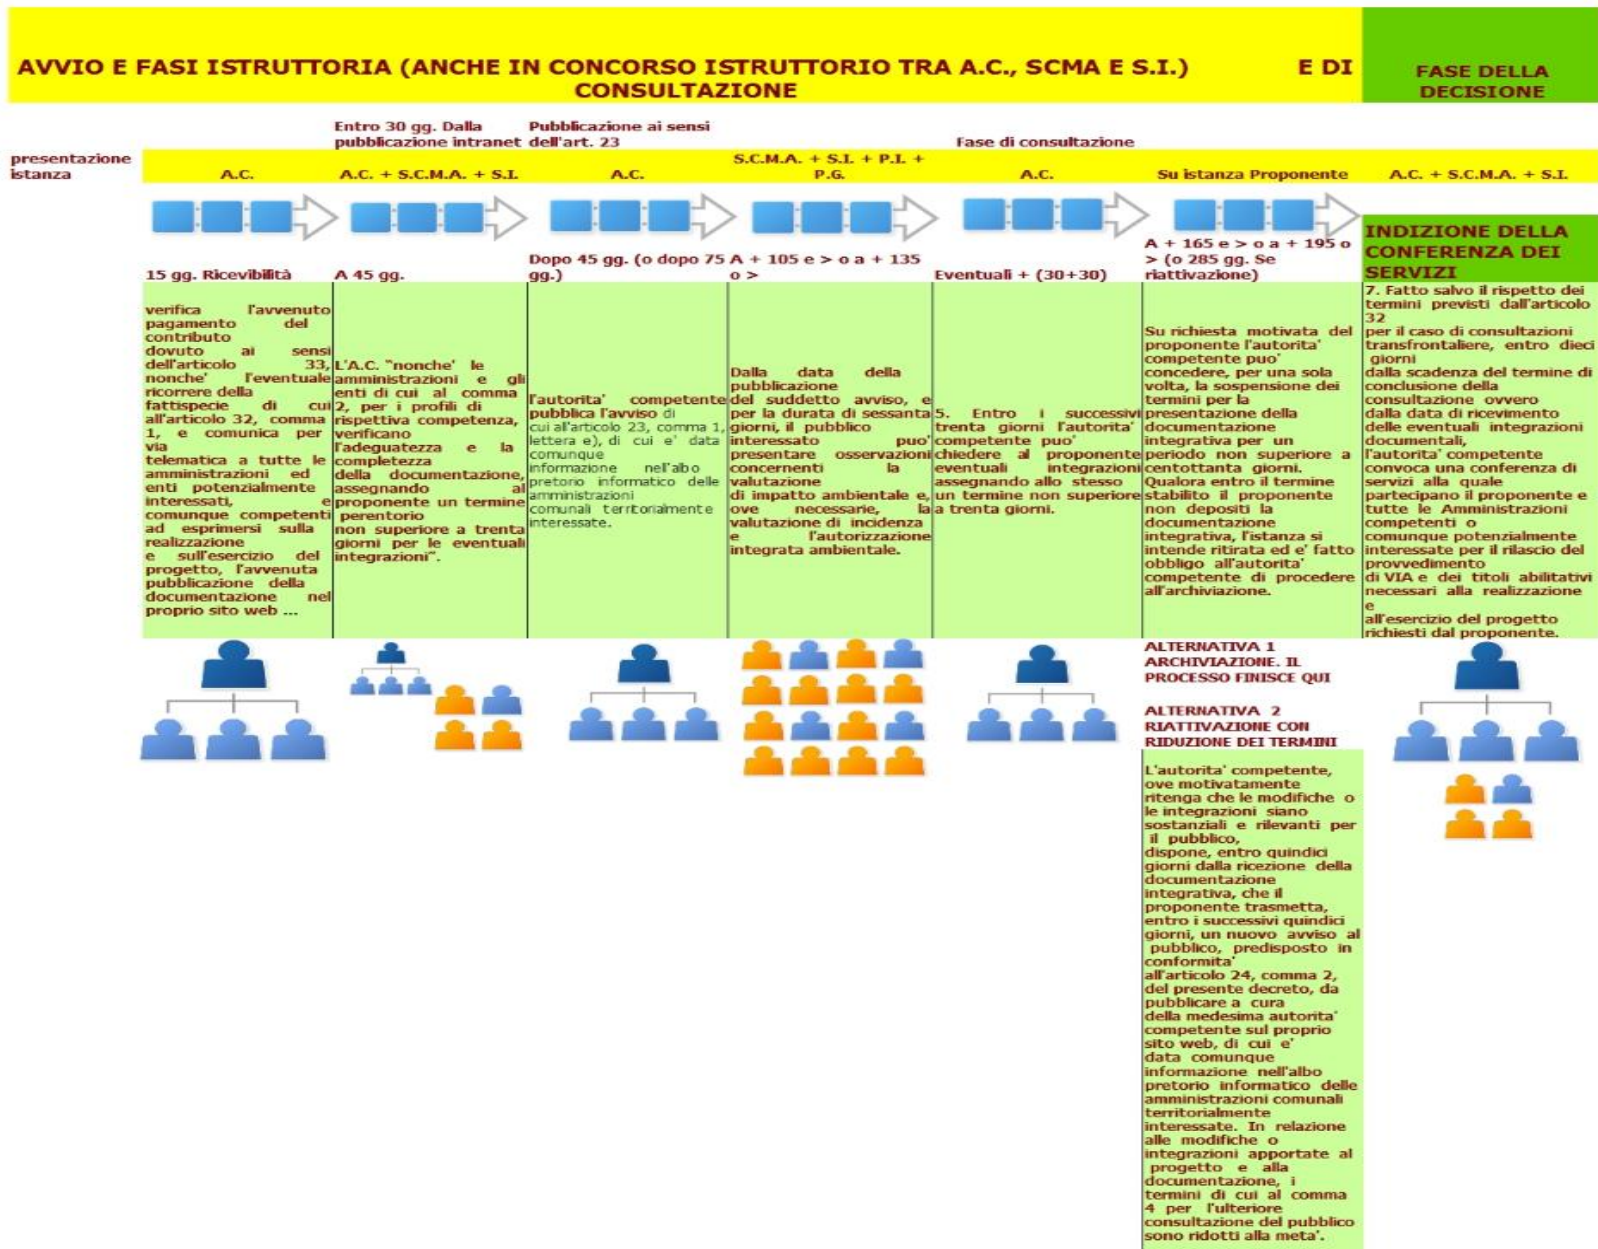 AVVIO E FASI ISTRUTTORIA (ANCHE IN CONCORSO ISTRUTTORIO TRA A.C., SCMA E S.I.) E DI
CONSULTAZIONE
FASE DELLA
DECISIONE
presentazione
istanza
Entro 30 gg. Dalla
pubblicazione intranet
Pubblicazione ai sensi
dell'art. 23
Fase di consultazione
A.C.
A.C. + S.C.M.A. + S.I.
A.C.
S.C.M.A. + S.I. + P.I. +
P.G.
A.C.
Su istanza Proponente
A.C. + S.C.M.A. + S.I.
15 gg. Ricevibilità
A 45 gg.
Dopo 45 gg. (o dopo 75
gg.)
A + 105 e > o a + 135
o >
Eventuali + (30+30)
A + 165 e > o a + 195 o
> (o 285 gg. Se
riattivazione)
INDIZIONE DELLA
CONFERENZA DEI
SERVIZI
verifica l'avvenuto
pagamento del
contributo
dovuto ai sensi
dell'articolo 33,
nonche' l'eventuale
ricorrere della
fattispecie di cui
all'articolo 32, comma
1, e comunica per
via
telematica a tutte le
amministrazioni ed
enti potenzialmente
interessati, e
comunque competenti
ad esprimersi sulla
realizzazione
e sull'esercizio del
progetto, l'avvenuta
pubblicazione della
documentazione nel
proprio sito web ...
L'A.C. "nonche' le
amministrazioni e gli
enti di cui al comma
2, per i profili di
rispettiva competenza,
verificano
l'adeguatezza e la
completezza
della documentazione,
assegnando al
proponente un termine
perentorio
non superiore a trenta
giorni per le eventuali
integrazioni".
l'autorita' competente
pubblica l'avviso di
cui all'articolo 23, comma 1,
lettera e), di cui e' data
comunque
informazione nell'albo
pretorio informatico delle
amministrazioni
comunali territorialmente
interessate.
Dalla data della
pubblicazione
del suddetto avviso, e
per la durata di sessanta
giorni, il pubblico
interessato puo'
presentare osservazioni
concernenti la
valutazione
di impatto ambientale e,
ove necessarie, la
valutazione di incidenza
e l'autorizzazione
integrata ambientale.
5. Entro i successivi
trenta giorni l'autorita'
competente puo'
chiedere al proponente
eventuali integrazioni
assegnando allo stesso
un termine non superiore
a trenta giorni.
Su richiesta motivata del
proponente l'autorita'
competente puo'
concedere, per una sola
volta, la sospensione dei
termini per la
presentazione della
documentazione
integrativa per un
periodo non superiore a
centottanta giorni.
Qualora entro il termine
stabilito il proponente
non depositi la
documentazione
integrativa, l'istanza si
intende ritirata ed e' fatto
obbligo all'autorita'
competente di procedere
all'archiviazione.
7. Fatto salvo il rispetto dei
termini previsti dall'articolo
32
per il caso di consultazioni
transfrontaliere, entro dieci
giorni
dalla scadenza del termine di
conclusione della
consultazione ovvero
dalla data di ricevimento
delle eventuali integrazioni
documentali,
l'autorita' competente
convoca una conferenza di
servizi alla quale
partecipano il proponente e
tutte le Amministrazioni
competenti o
comunque potenzialmente
interessate per il rilascio del
provvedimento
di VIA e dei titoli abilitativi
necessari alla realizzazione
e
all'esercizio del progetto
richiesti dal proponente.
ALTERNATIVA 1
ARCHIVIAZIONE. IL
PROCESSO FINISCE QUI
ALTERNATIVA 2
RIATTIVAZIONE CON
RIDUZIONE DEI TERMINI
L'autorita' competente,
ove motivatamente
ritenga che le modifiche o
le integrazioni siano
sostanziali e rilevanti per
il pubblico,
dispone, entro quindici
giorni dalla ricezione della
documentazione
integrativa, che il
proponente trasmetta,
entro i successivi quindici
giorni, un nuovo avviso al
pubblico, predisposto in
conformita'
all'articolo 24, comma 2,
del presente decreto, da
pubblicare a cura
della medesima autorita'
competente sul proprio
sito web, di cui e'
data comunque
informazione nell'albo
pretorio informatico delle
amministrazioni comunali
territorialmente
interessate. In relazione
alle modifiche o
integrazioni apportate al
progetto e alla
documentazione, i
termini di cui al comma
4 per l'ulteriore
consultazione del pubblico
sono ridotti alla meta'.